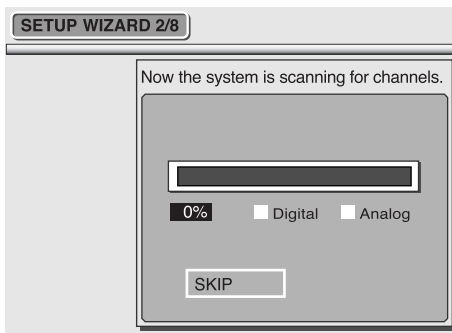 SETUP WIZARD 2/8
Now the system is scanning for channels.
0% Digital Analog
SKIP